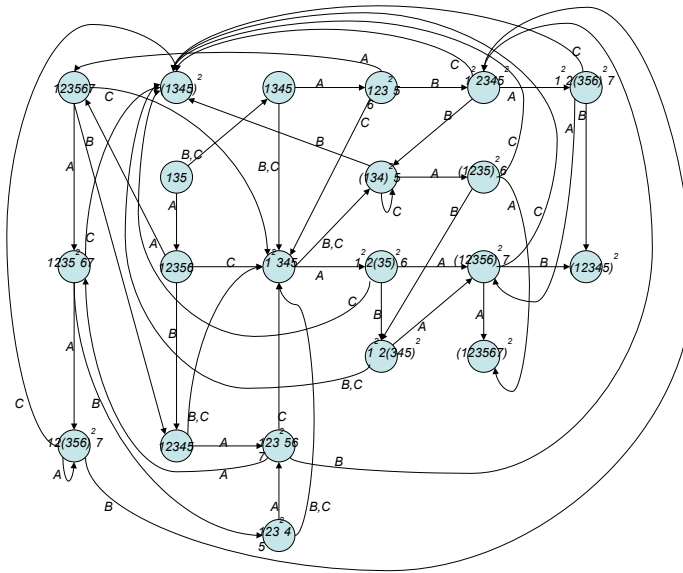 A
C
C
123567
(1345)²
1345
A
123²5
6
B
1²2345²
A
1²2(356)²7
C
B
C
B
A
B
B
C
B,C
B,C
135
(134)²5
A
(1235)²6
C
A
A
B
A
C
C
A
B,C
1235²67
12356
C
1²345
A
1²2(35)²6
A
(12356)²7
B
(12345)²
C
B
A
A
A
B
1²2(345)²
(123567)²
B,C
C
B
B,C
C
12(356)²7
12345
A
123²56
7
B
A
A
B
A
B,C
123²4
5